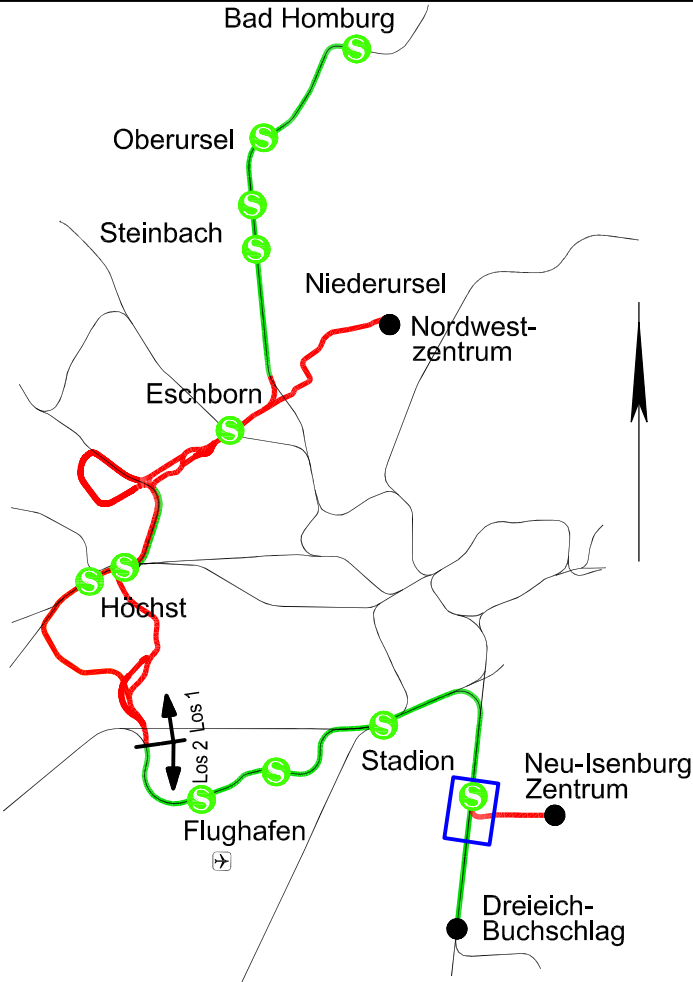 Bad Homburg
S
Oberursel
S
S
Steinbach
S
Niederursel
Nordwest-
zentrum
Eschborn
S
S
S
Höchst
Los 1
Los 2
S
Stadion
S
S
Flughafen
Neu-Isenburg
Zentrum
S
Dreieich-
Buchschlag